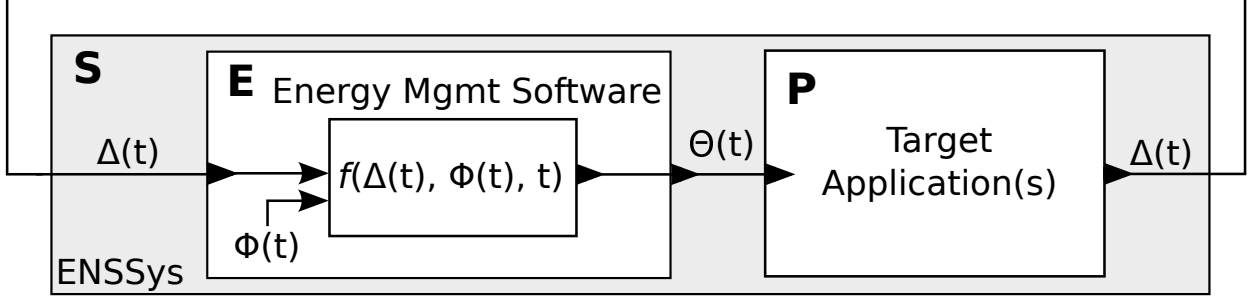 S
E Energy Mgmt Software
P
Δ(t)
f(Δ(t), Φ(t), t)
Φ(t)
Θ(t)
Target
Application(s)
Δ(t)
ENSSys